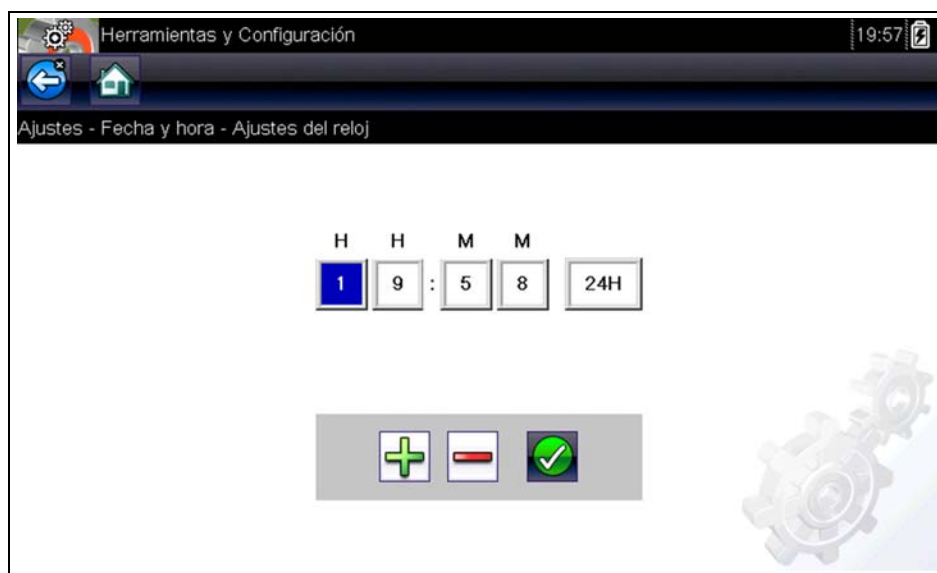 Herramientas y Configuración 19:57
Ajustes - Fecha y hora - Ajustes del reloj
H H M M
1 9 : 5 8 24H